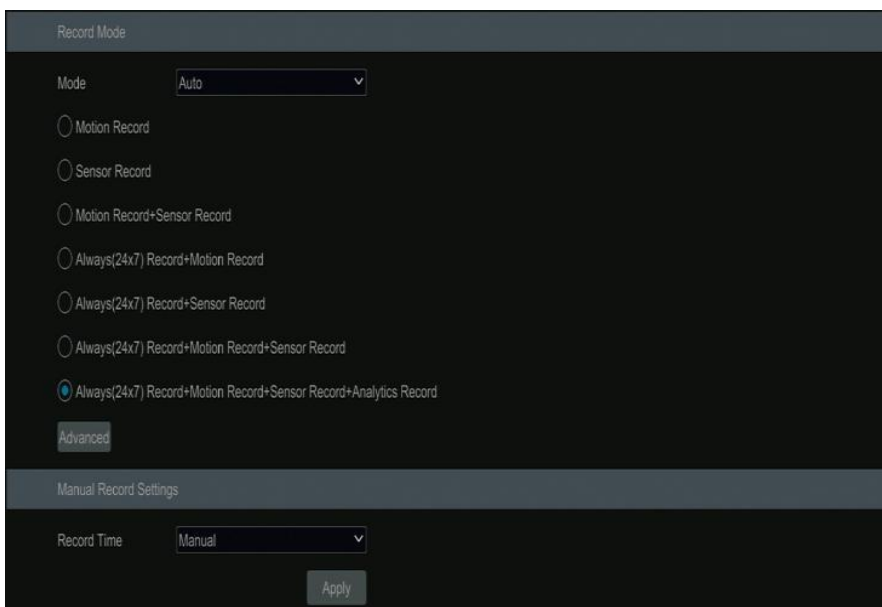 Record Mode
Mode Auto
Motion Record
Sensor Record
Motion Record+Sensor Record
Always(24x7) Record+Motion Record
Always(24x7) Record+Sensor Record
Always(24x7) Record+Motion Record+Sensor Record
Always(24x7) Record+Motion Record+Sensor Record+Analytics Record
Advanced
Manual Record Settings
Record Time Manual
Apply